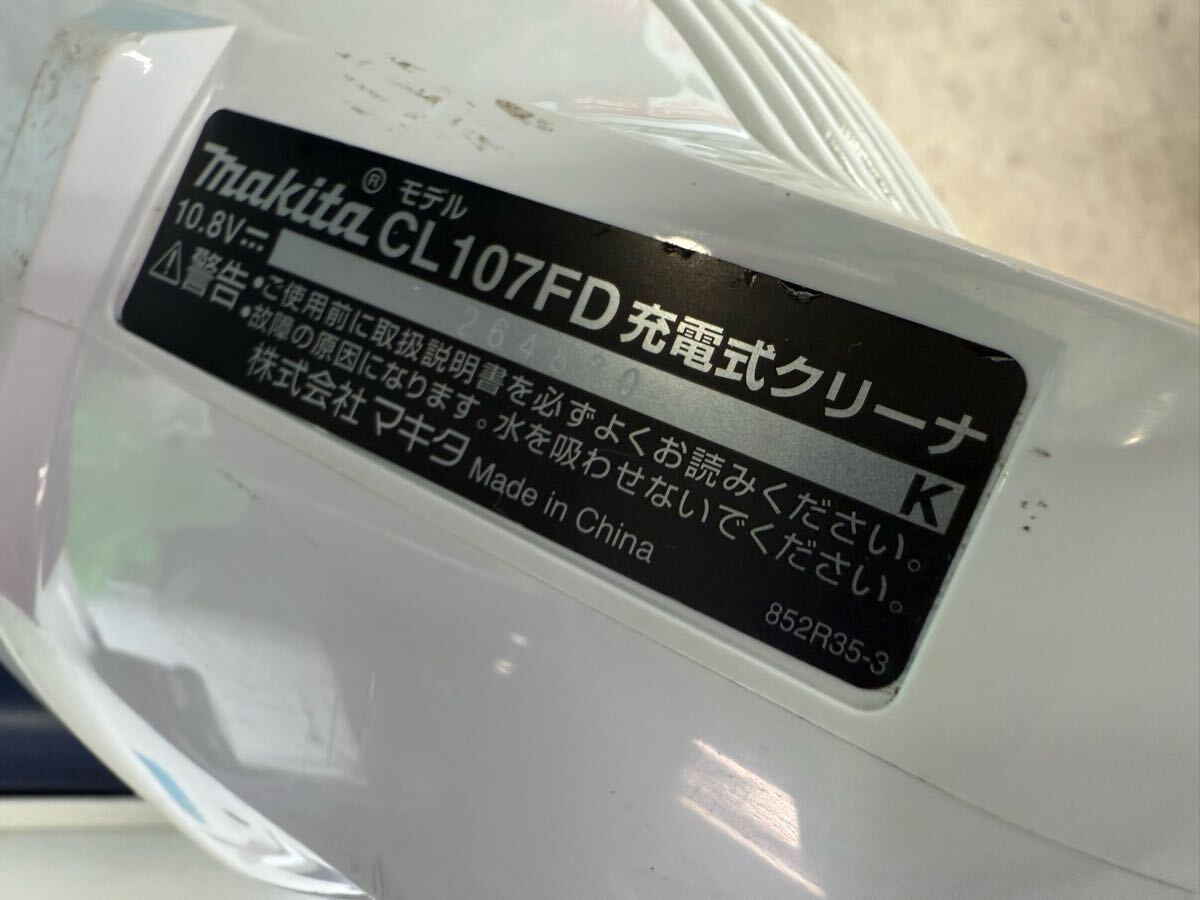 makita® モデル CL107FD 充電式クリーナ
10.8V⎓ K
⚠警告 •ご使用前に取扱説明書を必ずよくお読みください。
•故障の原因になります。水を吸わせないでください。
株式会社マキタ Made in China
852R35-3